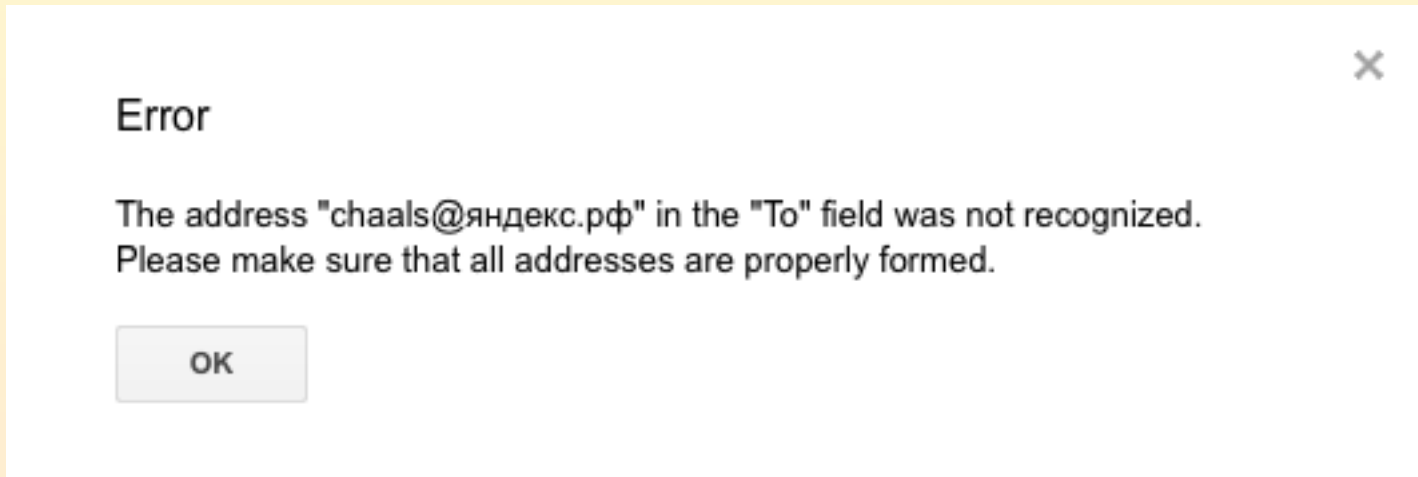 Error
The address "chaals@яндекс.рф" in the "To" field was not recognized.
Please make sure that all addresses are properly formed.
OK